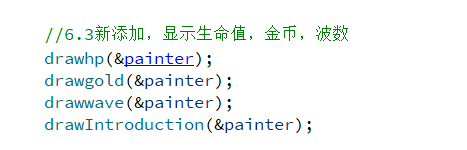 //6.3新添加，显示生命值，金币，波数
drawhp(&painter);
drawgold(&painter);
drawwave(&painter);
drawIntroduction(&painter);